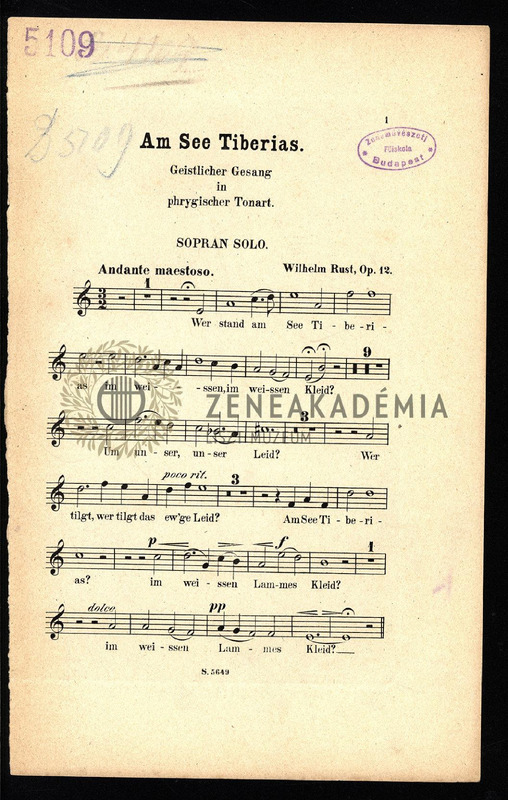 5109
B 5109
1
Am See Tiberias.
Zeneművészeti
Főiskola
Budapest
Geistlicher Gesang
in
phrygischer Tonart.
SOPRAN SOLO.
Andante maestoso.
Wilhelm Rust, Op. 12.
1
Wer stand am See Ti - be - ri -
9
as im wei - - ssen, im weissen Kleid?
ZENEAKADÉMIA
LISZT MÚZEUM
3
Um un - ser, un - ser Leid? Wer
poco rit.
3
tilgt, wer tilgt das ew'ge Leid? Am See Ti - be - ri -
p f
1
as? im wei - ssen Lam - mes Kleid?
dolce pp
im wei - ssen Lam - mes Kleid?
S. 5649